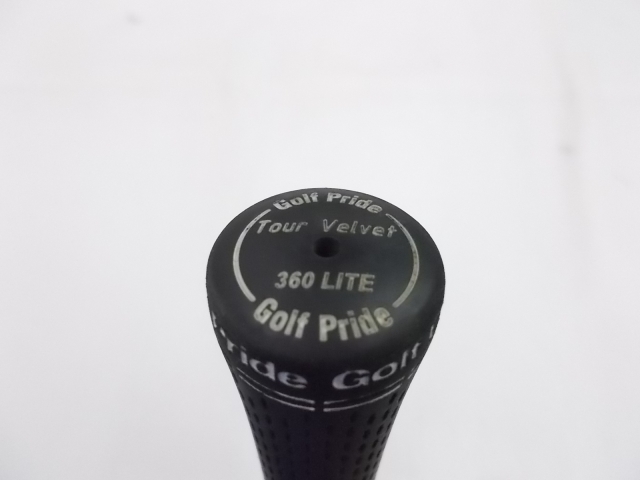 Golf Pride
Tour Velvet
360 LITE
Golf Pride
ride Golf